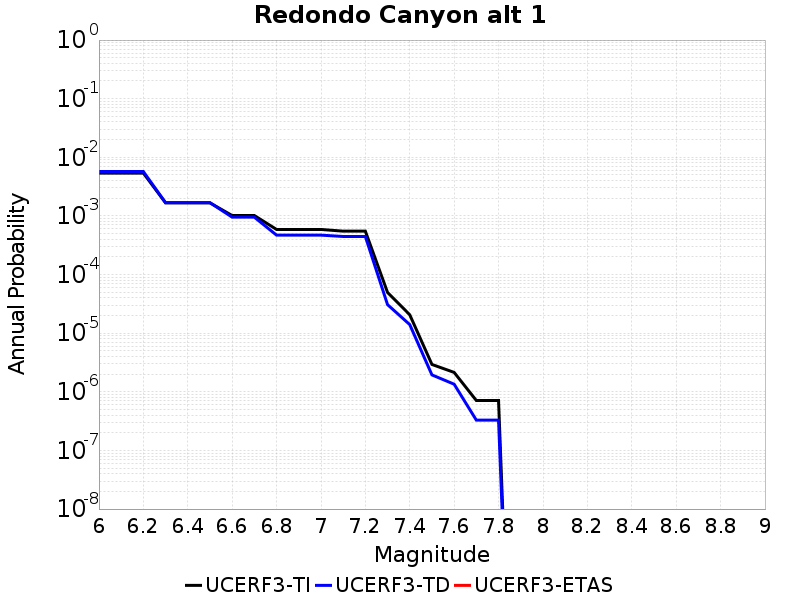 Redondo Canyon alt 1
10^0
10^-1
10^-2
10^-3
10^-4
10^-5
10^-6
10^-7
10^-8
Annual Probability
6 6.2 6.4 6.6 6.8 7 7.2 7.4 7.6 7.8 8 8.2 8.4 8.6 8.8 9
Magnitude
UCERF3-TI UCERF3-TD UCERF3-ETAS